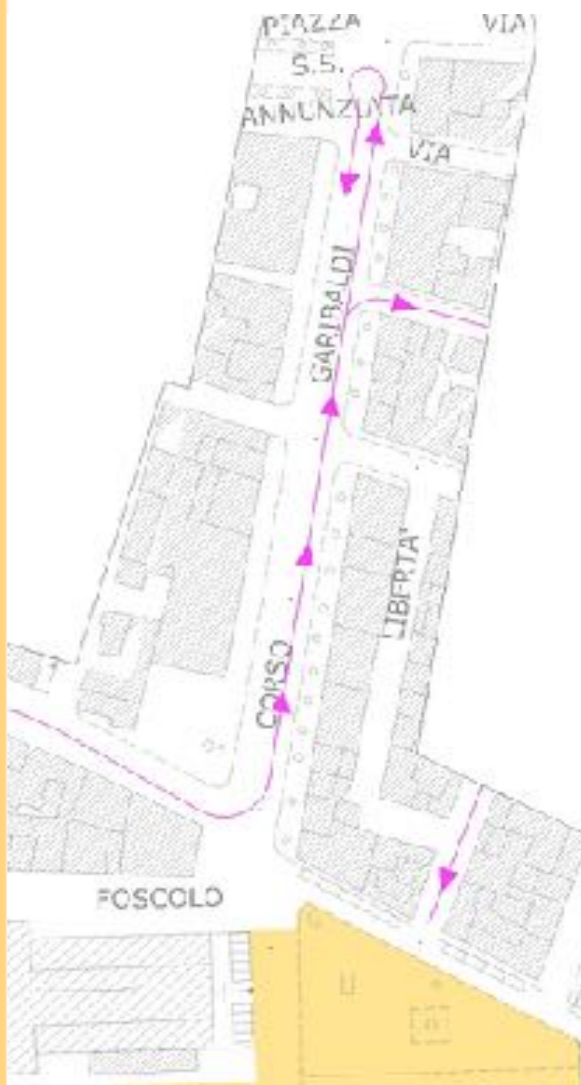 PIAZZA
VIA
S.S.
ANNUNZIATA
VIA
GARIBALDI
LIBERTA'
CORSO
FOSCOLO